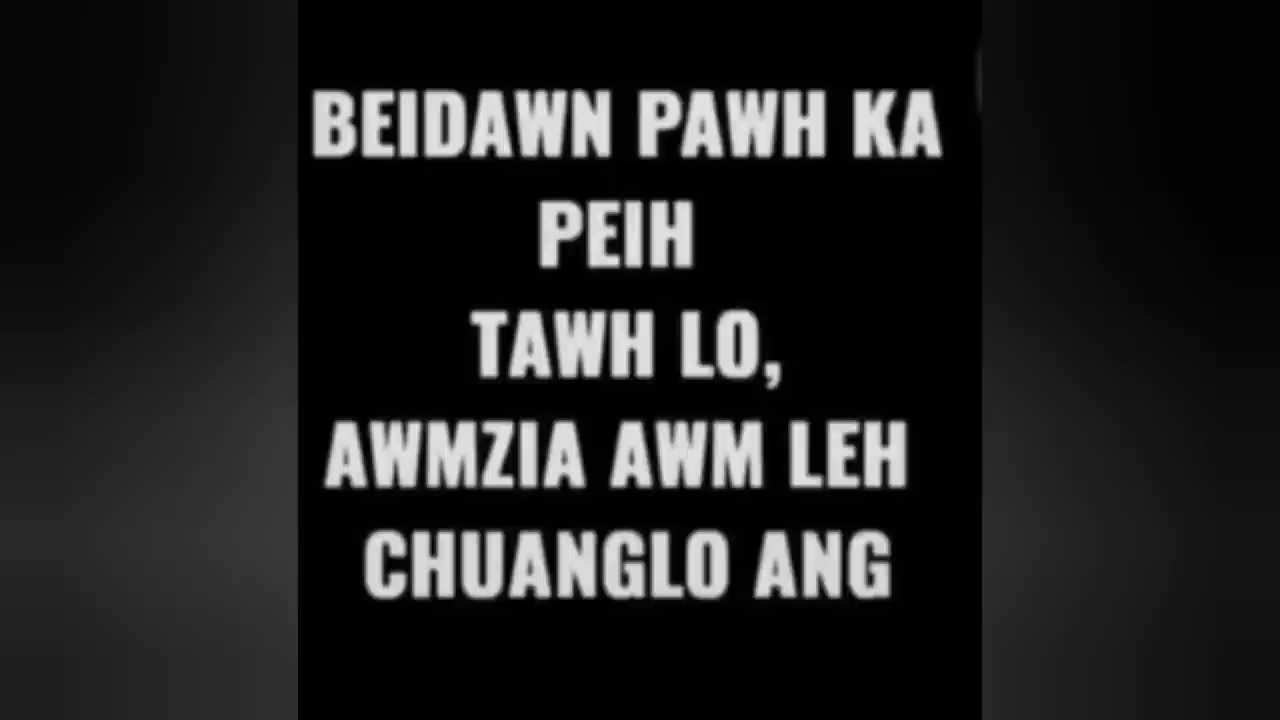 BEIDAWN PAWH KA
PEIH
TAWH LO,
AWMZIA AWM LEH
CHUANGLO ANG